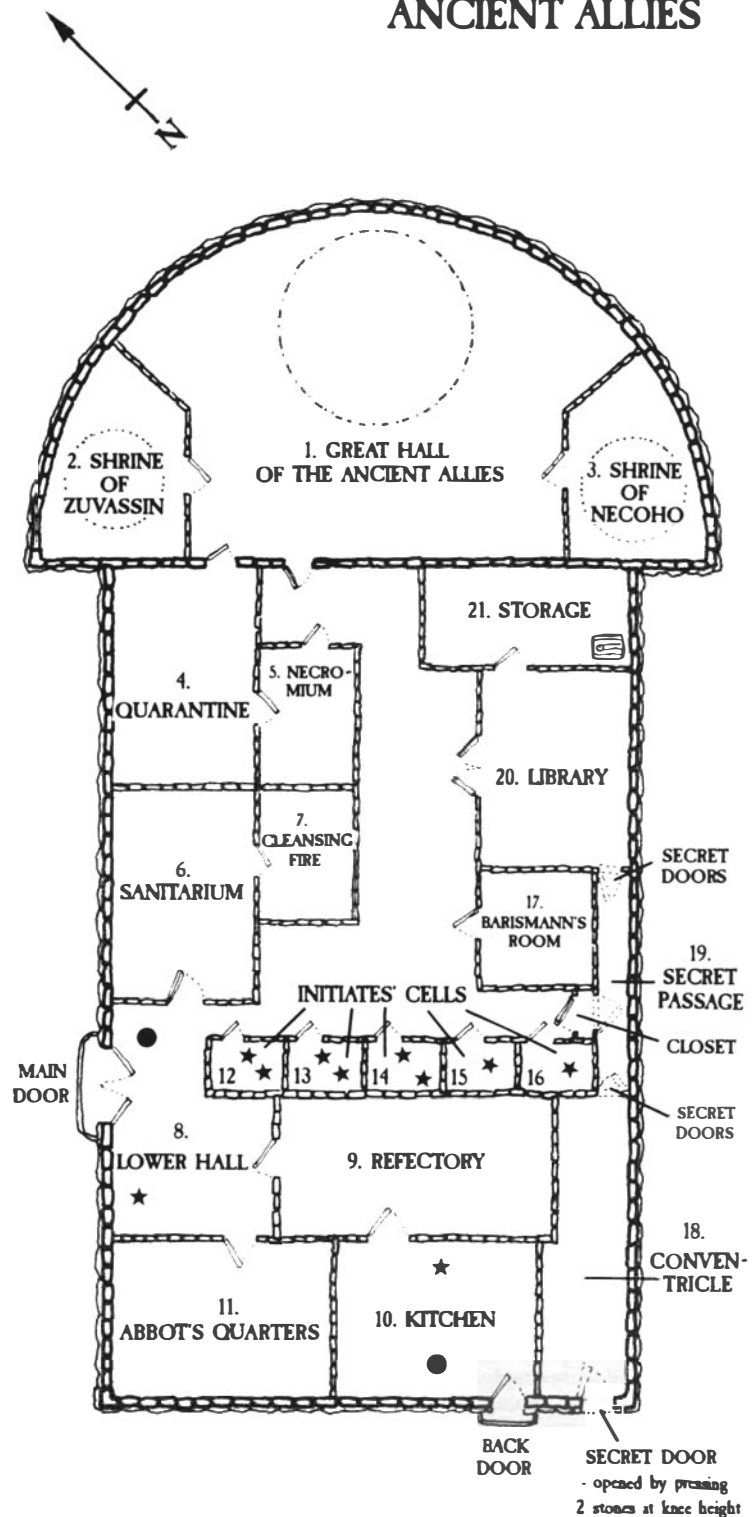 ANCIENT ALLIES
N
1. GREAT HALL
OF THE ANCIENT ALLIES
2. SHRINE
OF
ZUVASSIN
3. SHRINE
OF
NECOHO
21. STORAGE
4.
QUARANTINE
5. NECRO-
MIUM
20. LIBRARY
7.
CLEANSING
FIRE
6.
SANITARIUM
SECRET
DOORS
17.
BARISMANN'S
ROOM
19.
SECRET
PASSAGE
INITIATES' CELLS
CLOSET
MAIN
DOOR
12
13
14
15
16
SECRET
DOORS
8.
LOWER HALL
9. REFECTORY
18.
CONVEN-
TRICLE
11.
ABBOT'S QUARTERS
10. KITCHEN
BACK
DOOR
SECRET DOOR
- opened by pressing
2 stones at knee height